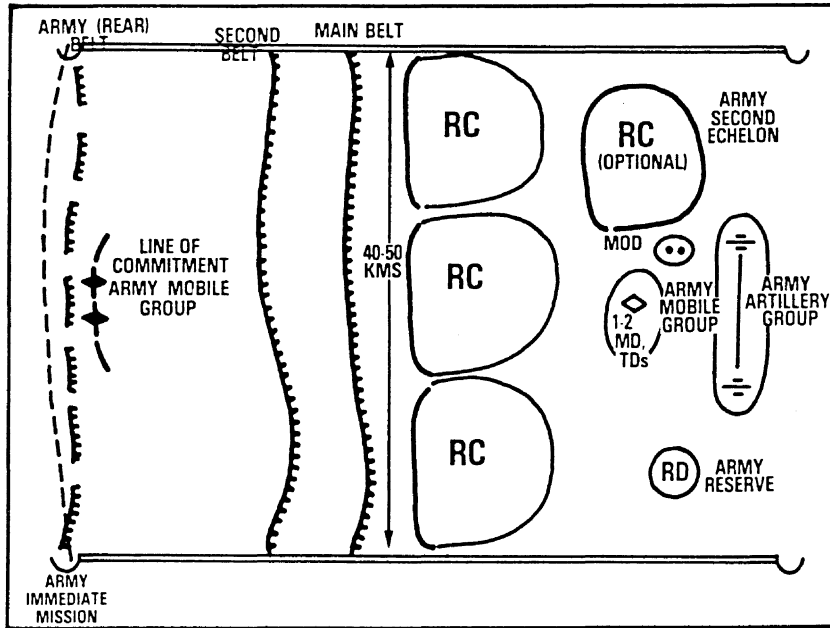 ARMY (REAR)
BELT
SECOND
BELT
MAIN BELT
RC
RC
(OPTIONAL)
ARMY
SECOND
ECHELON
LINE OF
COMMITMENT
ARMY MOBILE
GROUP
40-50
KMS
RC
MOD
ARMY
MOBILE
GROUP
1-2
MD,
TDs
ARMY
ARTILLERY
GROUP
RC
RD
ARMY
RESERVE
ARMY
IMMEDIATE
MISSION